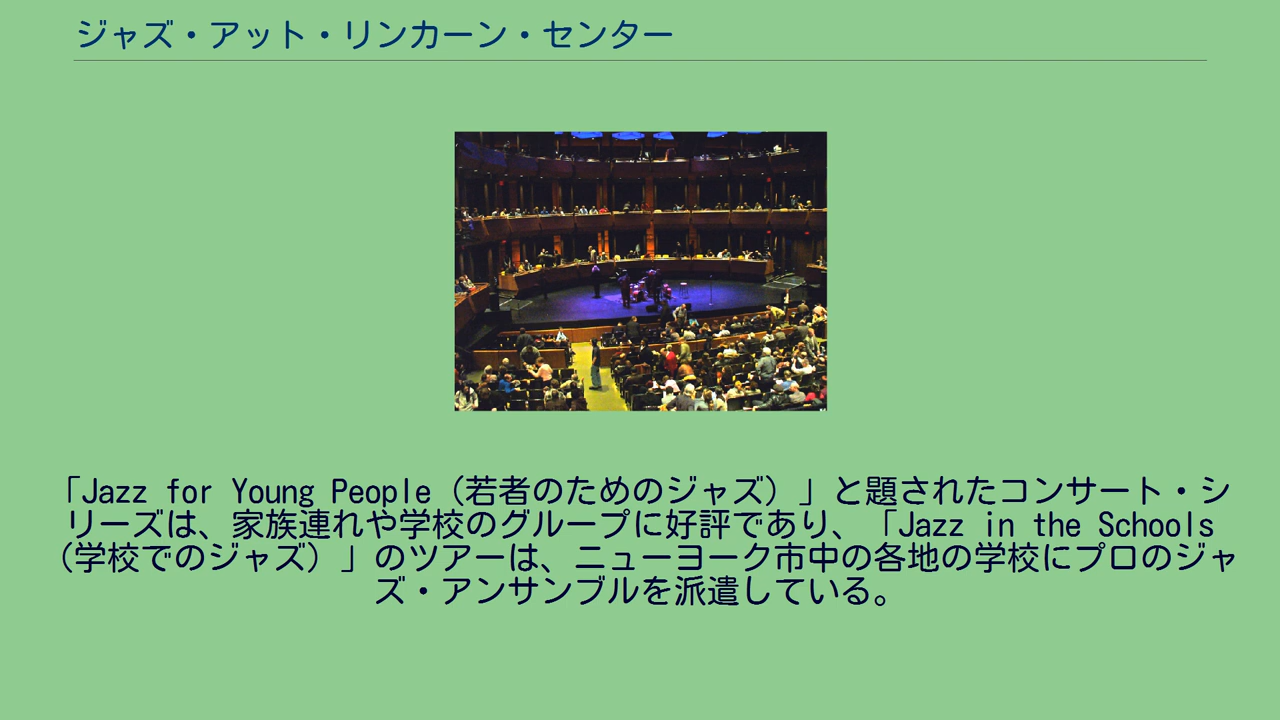 ジャズ・アット・リンカーン・センター
「Jazz for Young People（若者のためのジャズ）」と題されたコンサート・シ
リーズは、家族連れや学校のグループに好評であり、「Jazz in the Schools
（学校でのジャズ）」のツアーは、ニューヨーク市中の各地の学校にプロのジャ
ズ・アンサンブルを派遣している。